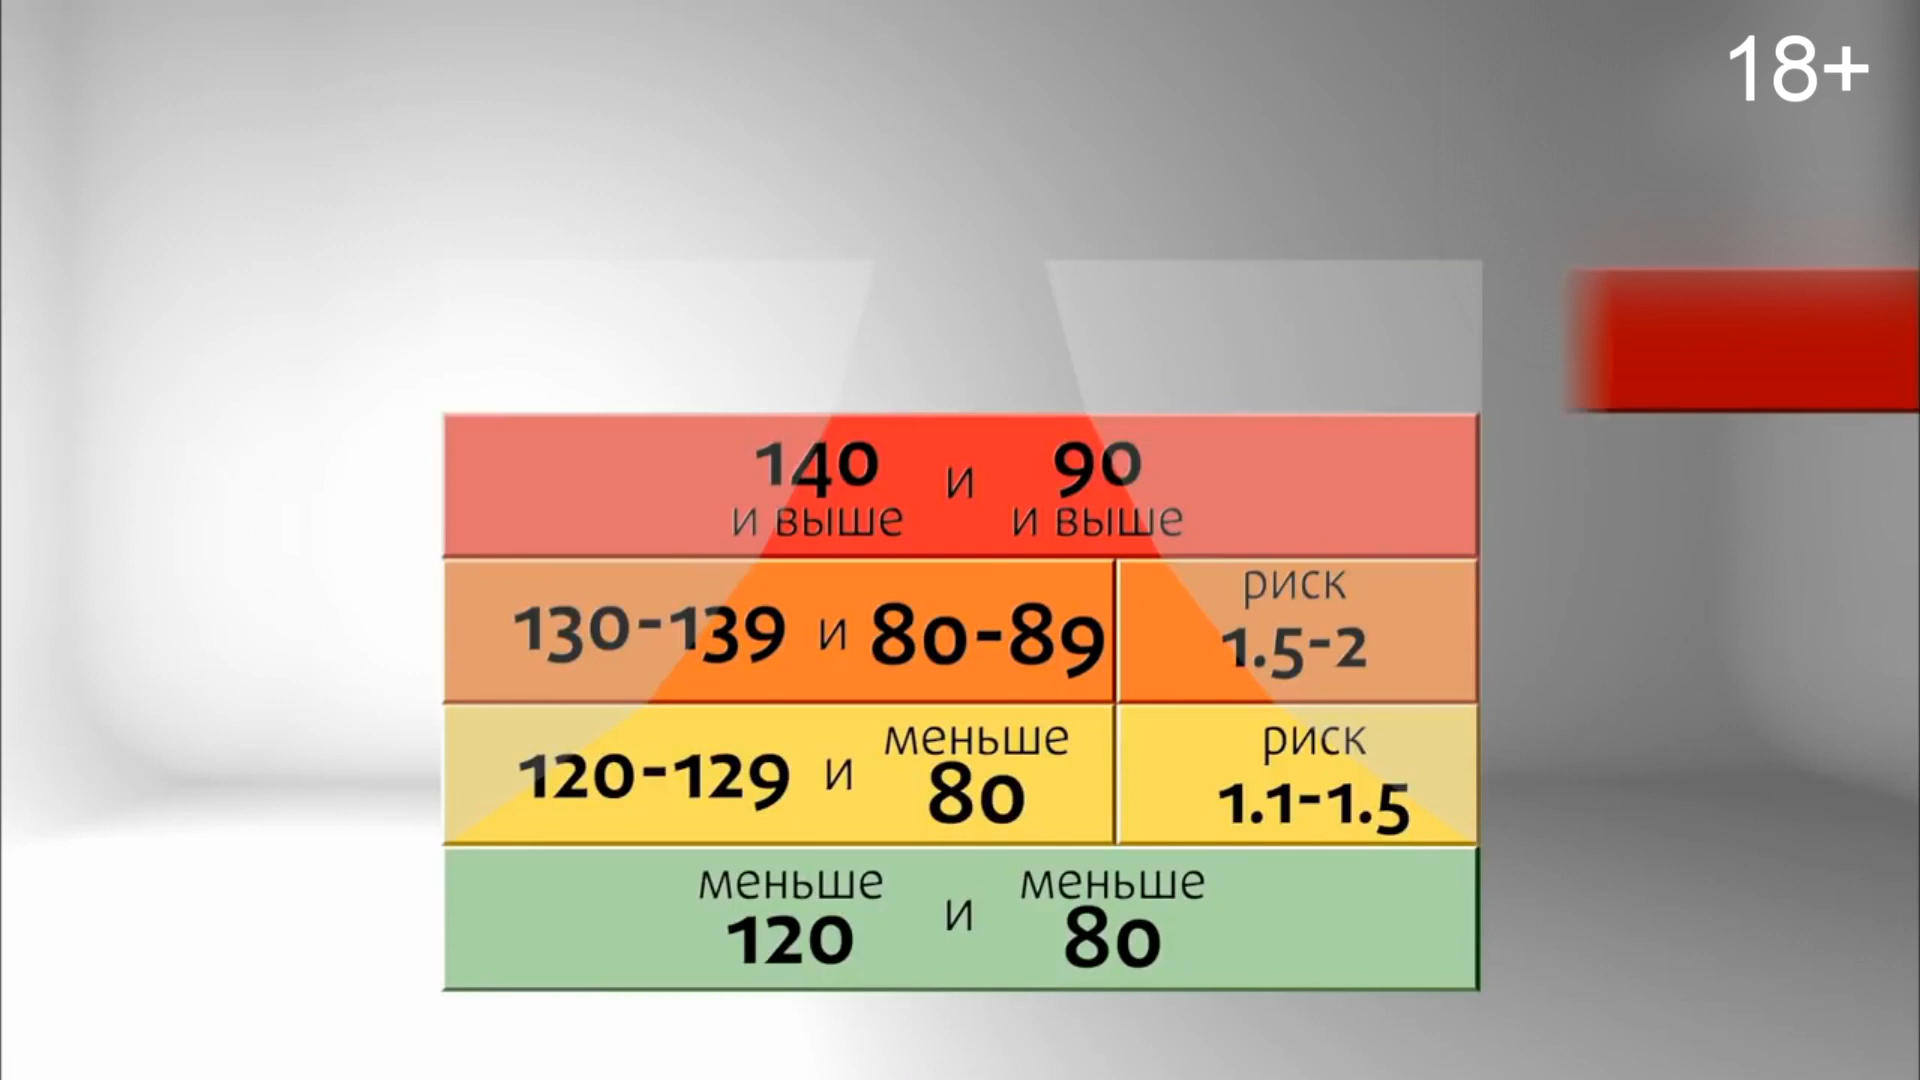 18+
140 и 90
и выше и выше
130-139 и 80-89
риск
1.5-2
120-129 и меньше 80
риск
1.1-1.5
меньше и меньше
120 80